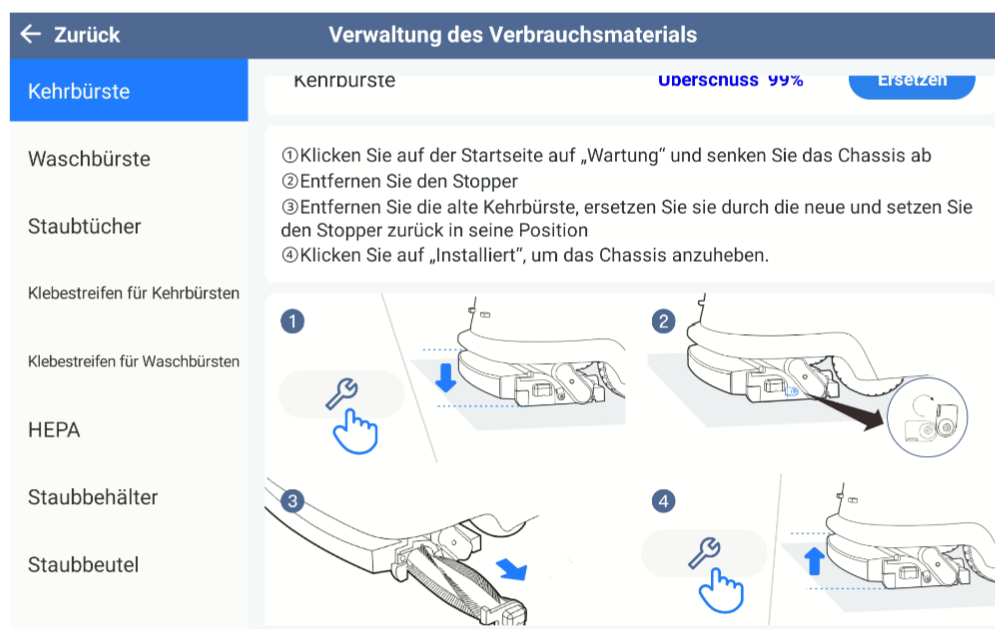 ← Zurück
Verwaltung des Verbrauchsmaterials
Kehrbürste
Waschbürste
Staubtücher
Klebestreifen für Kehrbürsten
Klebestreifen für Waschbürsten
HEPA
Staubbehälter
Staubbeutel
Kehrbürste Überschuss 99% Ersetzen
①Klicken Sie auf der Startseite auf „Wartung“ und senken Sie das Chassis ab
②Entfernen Sie den Stopper
③Entfernen Sie die alte Kehrbürste, ersetzen Sie sie durch die neue und setzen Sie
den Stopper zurück in seine Position
④Klicken Sie auf „Installiert“, um das Chassis anzuheben.
1
2
3
4